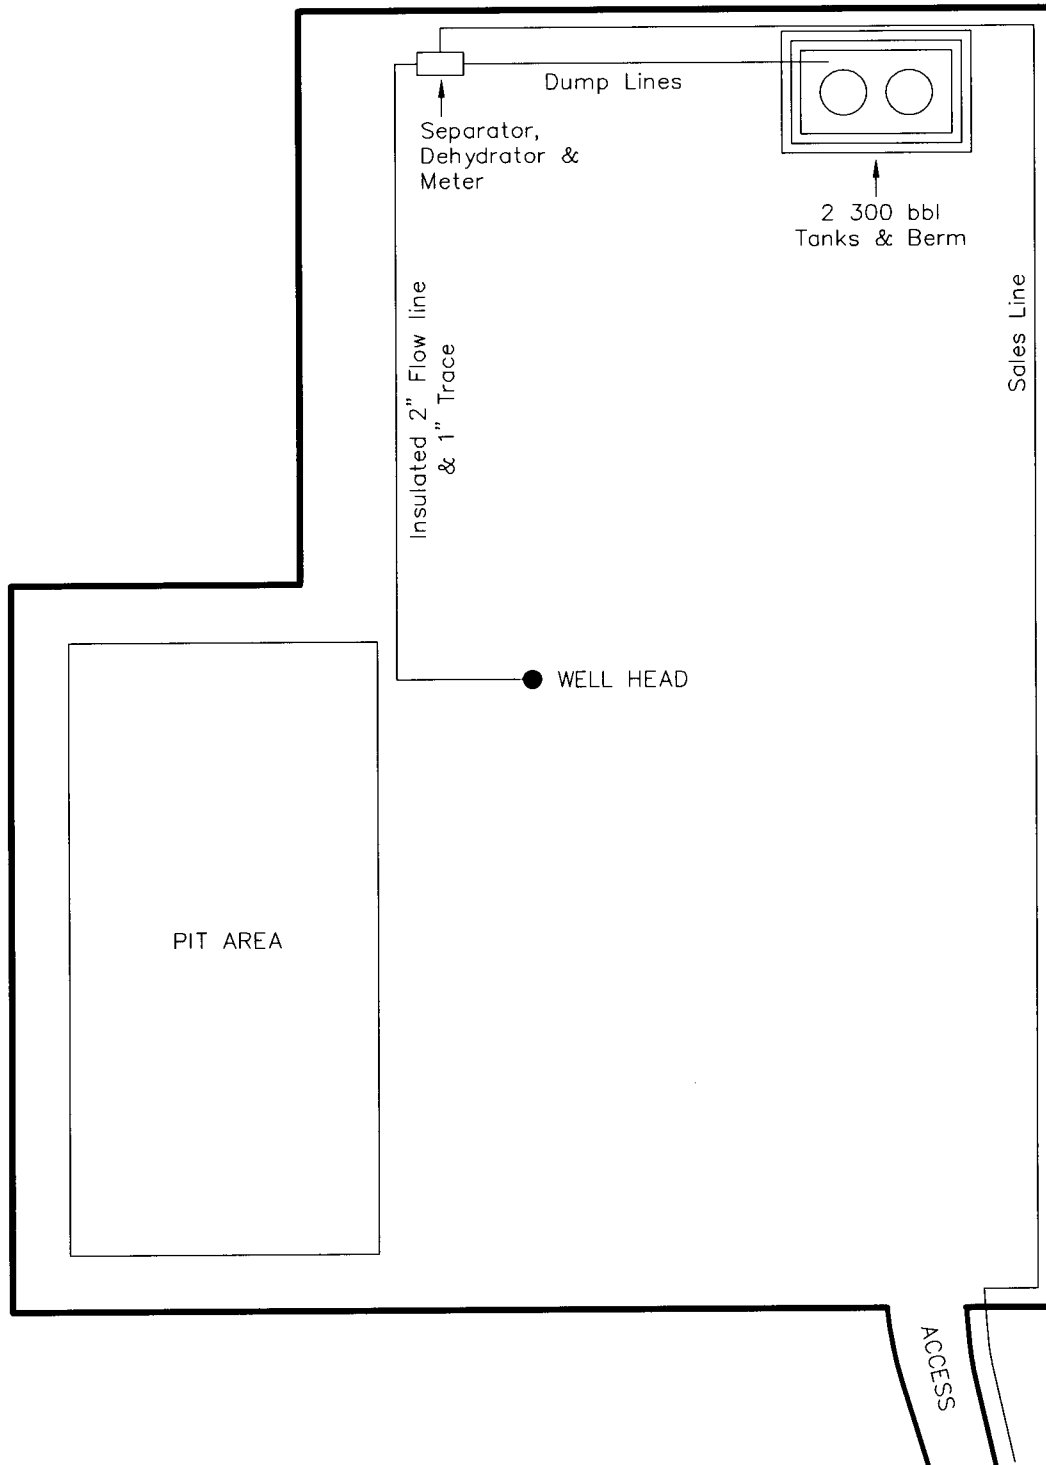 Dump Lines
Separator,
Dehydrator &
Meter
2 300 bbl
Tanks & Berm
Insulated 2" Flow line
& 1" Trace
Sales Line
WELL HEAD
PIT AREA
ACCESS